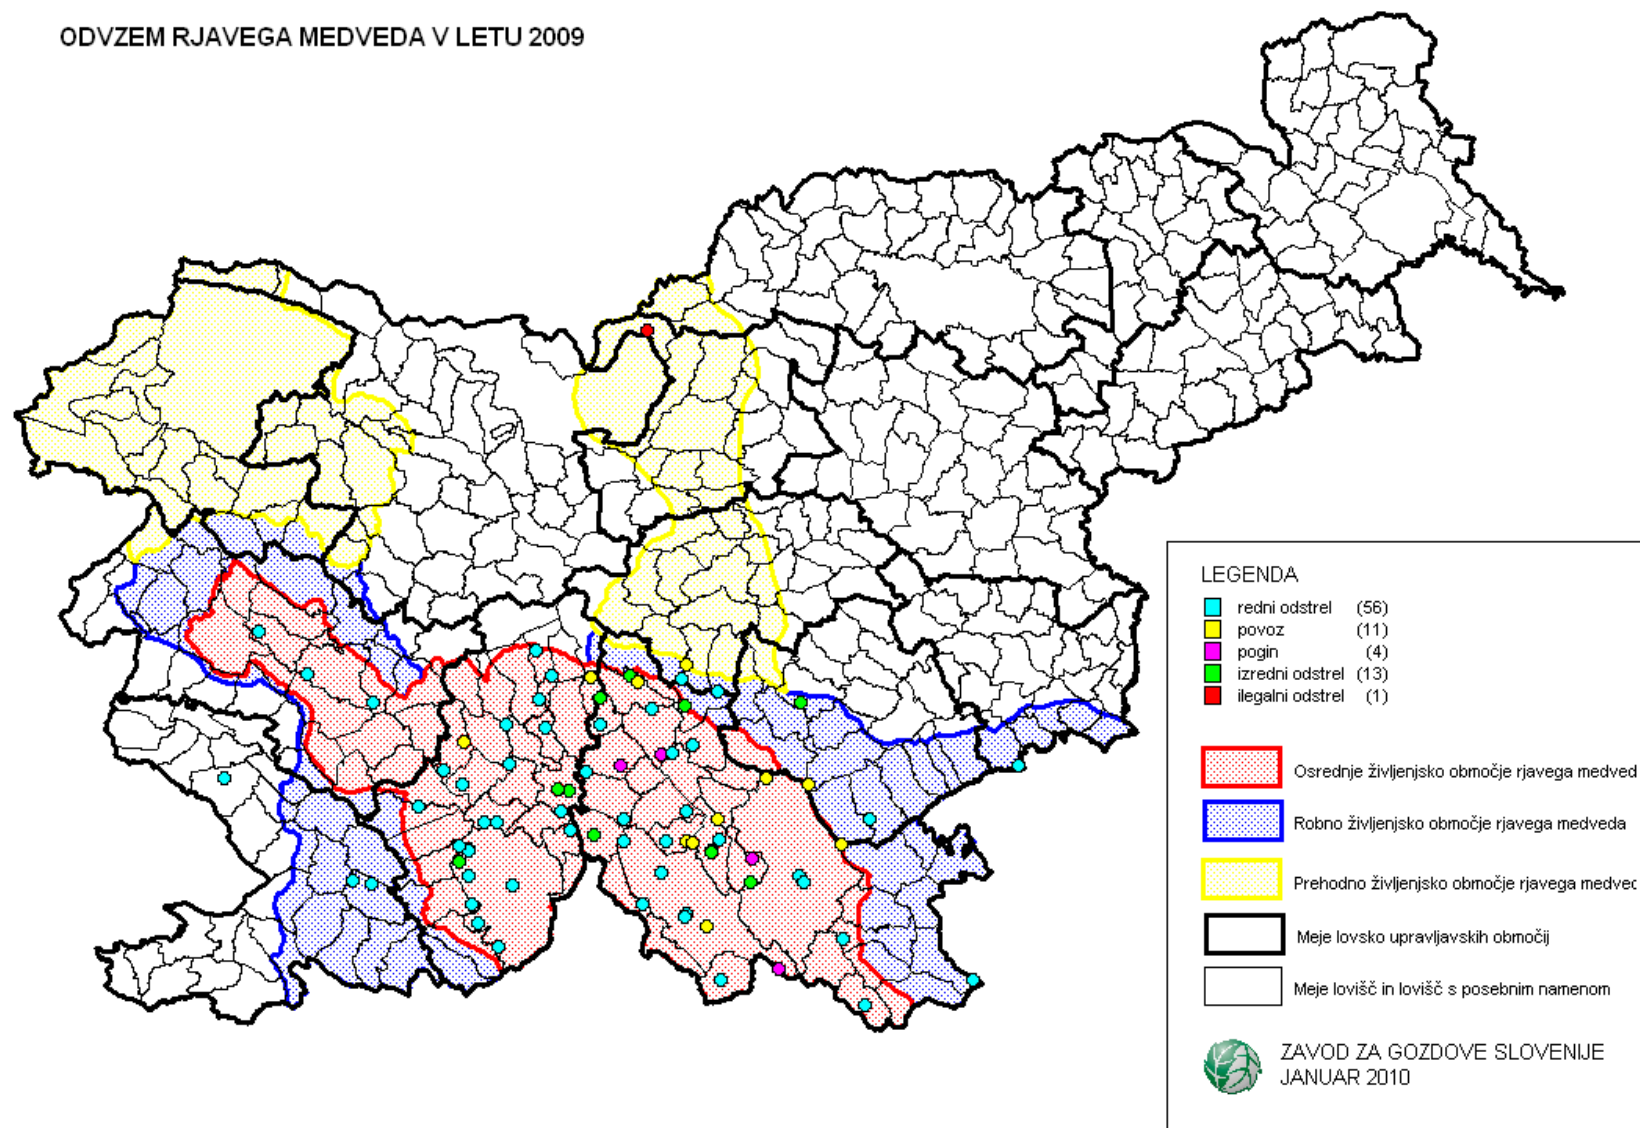 ODVZEM RJAVEGA MEDVEDA V LETU 2009
LEGENDA
redni odstrel (56)
povoz (11)
pogin (4)
izredni odstrel (13)
ilegalni odstrel (1)
Osrednje življenjsko območje rjavega medved
Robno življenjsko območje rjavega medveda
Prehodno življenjsko območje rjavega medved
Meje lovsko upravljavskih območij
Meje lovišč in lovišč s posebnim namenom
ZAVOD ZA GOZDOVE SLOVENIJE
JANUAR 2010